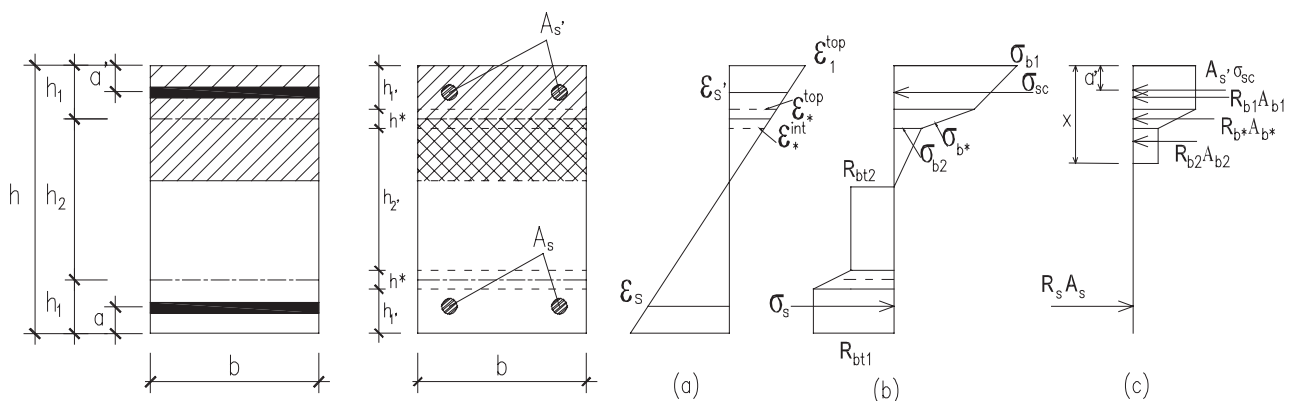 h
h₁
h₂
h₁
a'
a
b
Aₛ'
Aₛ
h₁'
h*
h₂'
h*
h₁'
b
ε₁ᵗᵒᵖ
εₛ'
ε*ᵗᵒᵖ
ε*ⁱⁿᵗ
εₛ
(a)
σb1
σsc
σb*
σb2
Rbt2
σₛ
Rbt1
(b)
a'
x
Aₛ'σsc
Rb1Ab1
Rb*Ab*
Rb2Ab2
RₛAₛ
(c)